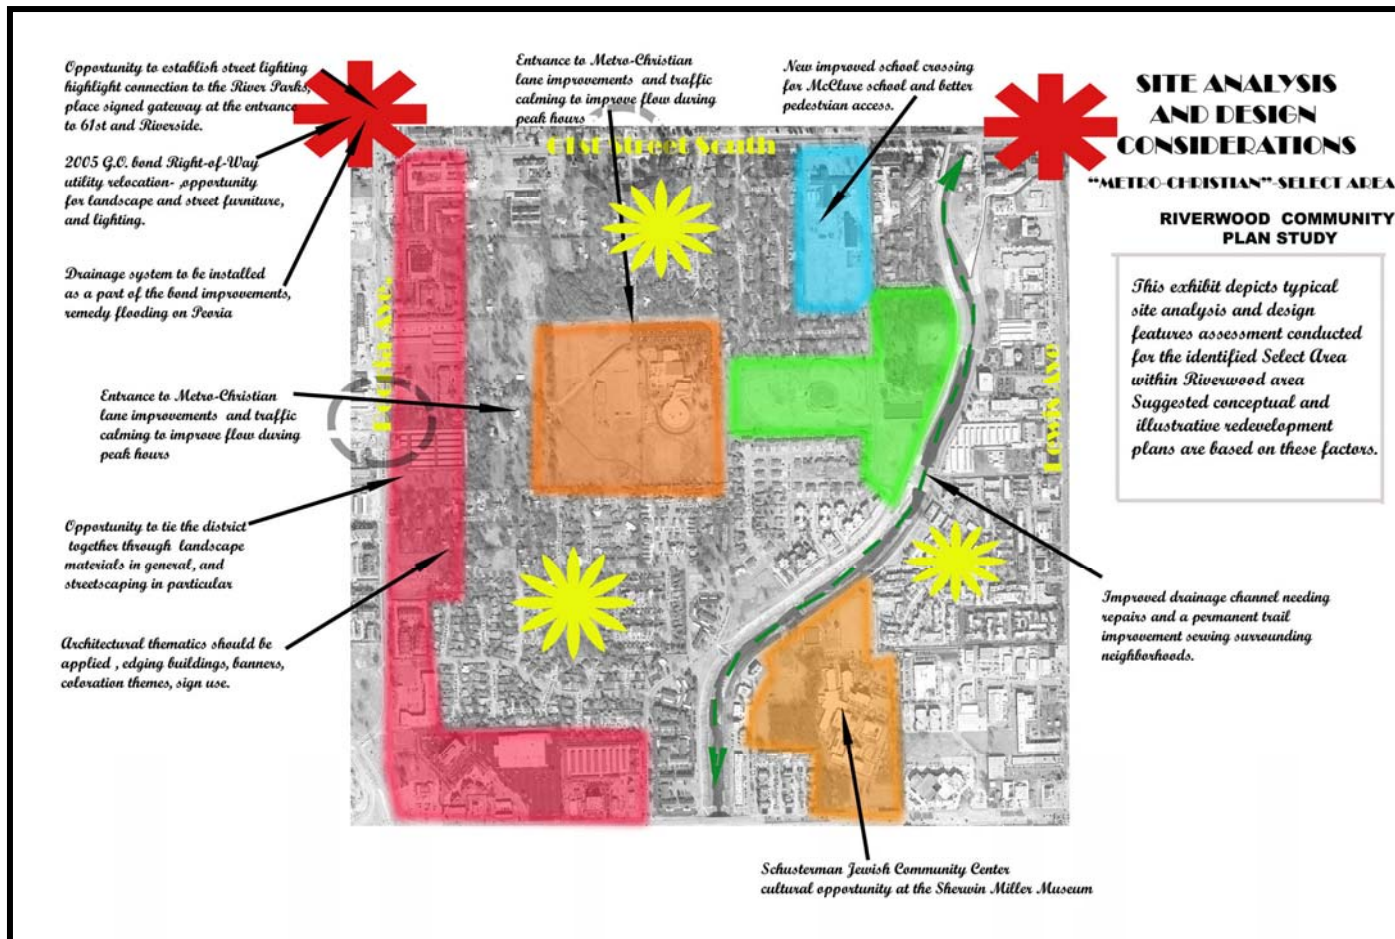 Opportunity to establish street lighting
highlight connection to the River Parks,
place signed gateway at the entrance
to 61st and Riverside.
2005 G.O. bond Right-of-Way
utility relocation- ,opportunity
for landscape and street furniture,
and lighting.
Drainage system to be installed
as a part of the bond improvements,
remedy flooding on Peoria
Entrance to Metro-Christian
lane improvements and traffic
calming to improve flow during
peak hours
Opportunity to tie the district
together through landscape
materials in general, and
streetscaping in particular
Architectural thematics should be
applied , edging buildings, banners,
coloration themes, sign use.
Entrance to Metro-Christian
lane improvements and traffic
calming to improve flow during
peak hours
New improved school crossing
for McClure school and better
pedestrian access.
61st Street South
Peoria Ave.
Lewis Ave
SITE ANALYSIS
AND DESIGN
CONSIDERATIONS
"METRO-CHRISTIAN"-SELECT AREA
RIVERWOOD COMMUNITY
PLAN STUDY
This exhibit depicts typical
site analysis and design
features assessment conducted
for the identified Select Area
within Riverwood area
Suggested conceptual and
illustrative redevelopment
plans are based on these factors.
Improved drainage channel needing
repairs and a permanent trail
improvement serving surrounding
neighborhoods.
Schusterman Jewish Community Center
cultural opportunity at the Sherwin Miller Museum